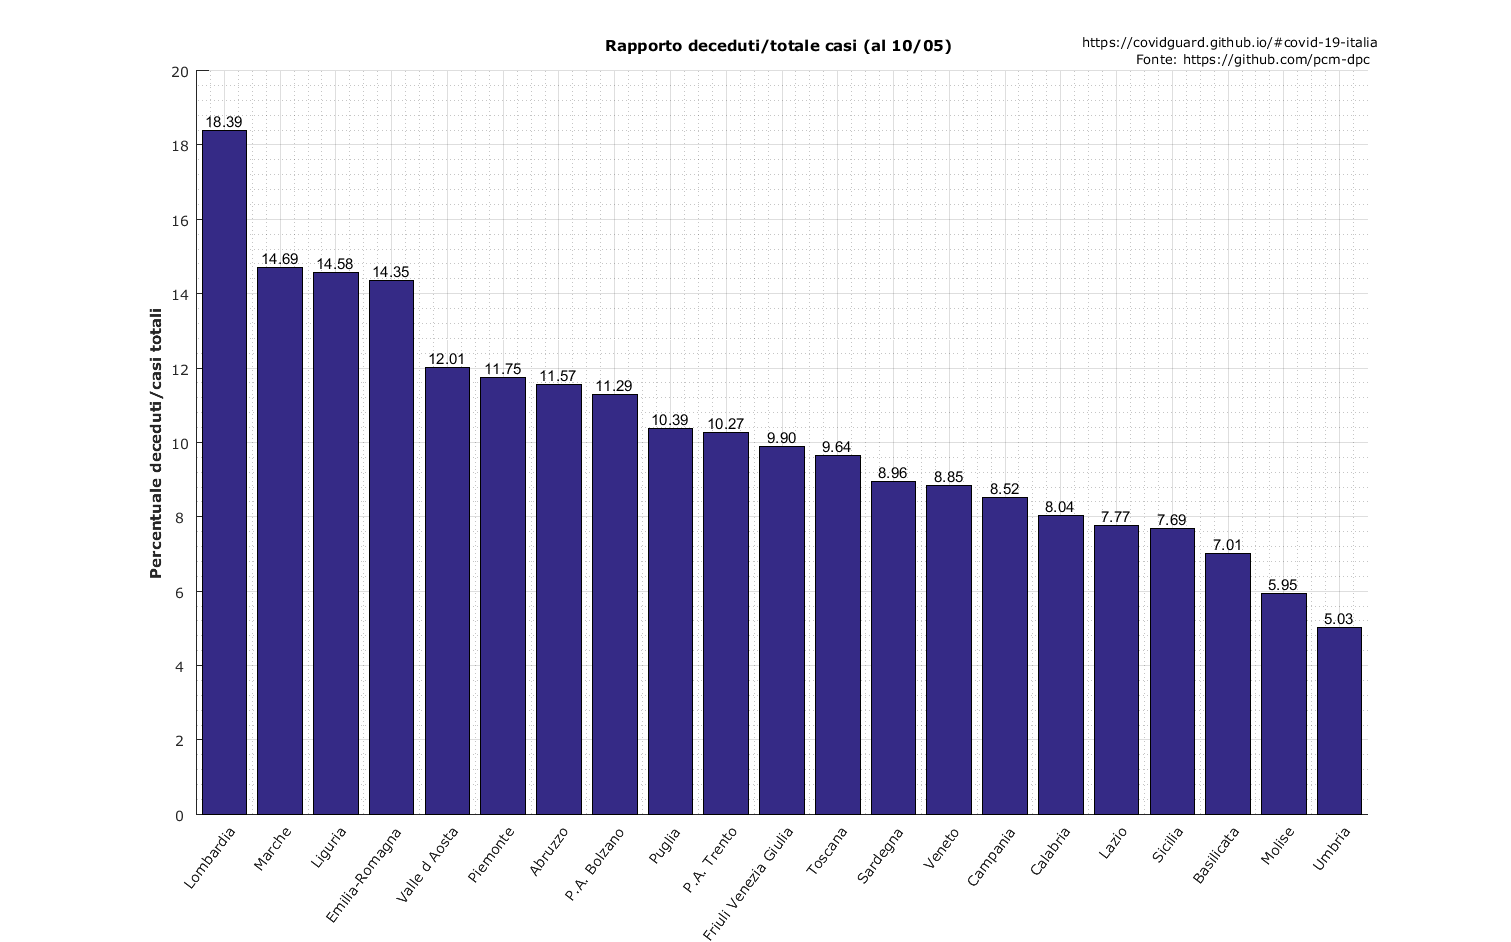 Rapporto deceduti/totale casi (al 10/05)
https://covidguard.github.io/#covid-19-italia
Fonte: https://github.com/pcm-dpc
Percentuale deceduti/casi totali
20
18
16
14
12
10
8
6
4
2
0
18.39
14.69
14.58
14.35
12.01
11.75
11.57
11.29
10.39
10.27
9.90
9.64
8.96
8.85
8.52
8.04
7.77
7.69
7.01
5.95
5.03
Lombardia
Marche
Liguria
Emilia-Romagna
Valle d Aosta
Piemonte
Abruzzo
P.A. Bolzano
Puglia
P.A. Trento
Friuli Venezia Giulia
Toscana
Sardegna
Veneto
Campania
Calabria
Lazio
Sicilia
Basilicata
Molise
Umbria